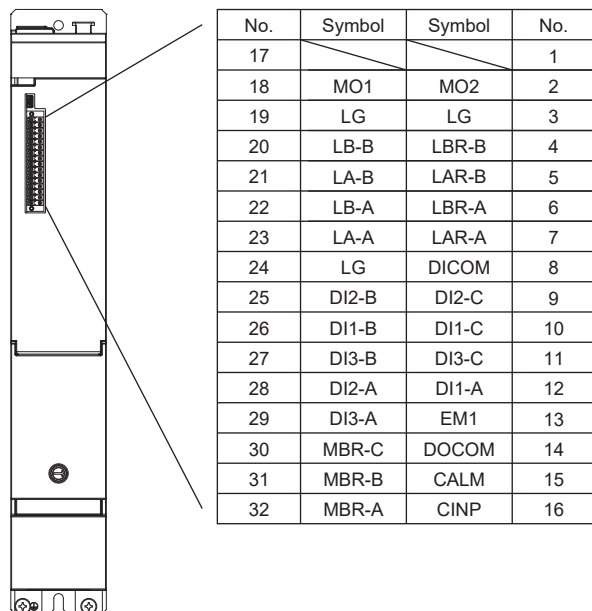 No. Symbol Symbol No.
17 1
18 MO1 MO2 2
19 LG LG 3
20 LB-B LBR-B 4
21 LA-B LAR-B 5
22 LB-A LBR-A 6
23 LA-A LAR-A 7
24 LG DICOM 8
25 DI2-B DI2-C 9
26 DI1-B DI1-C 10
27 DI3-B DI3-C 11
28 DI2-A DI1-A 12
29 DI3-A EM1 13
30 MBR-C DOCOM 14
31 MBR-B CALM 15
32 MBR-A CINP 16